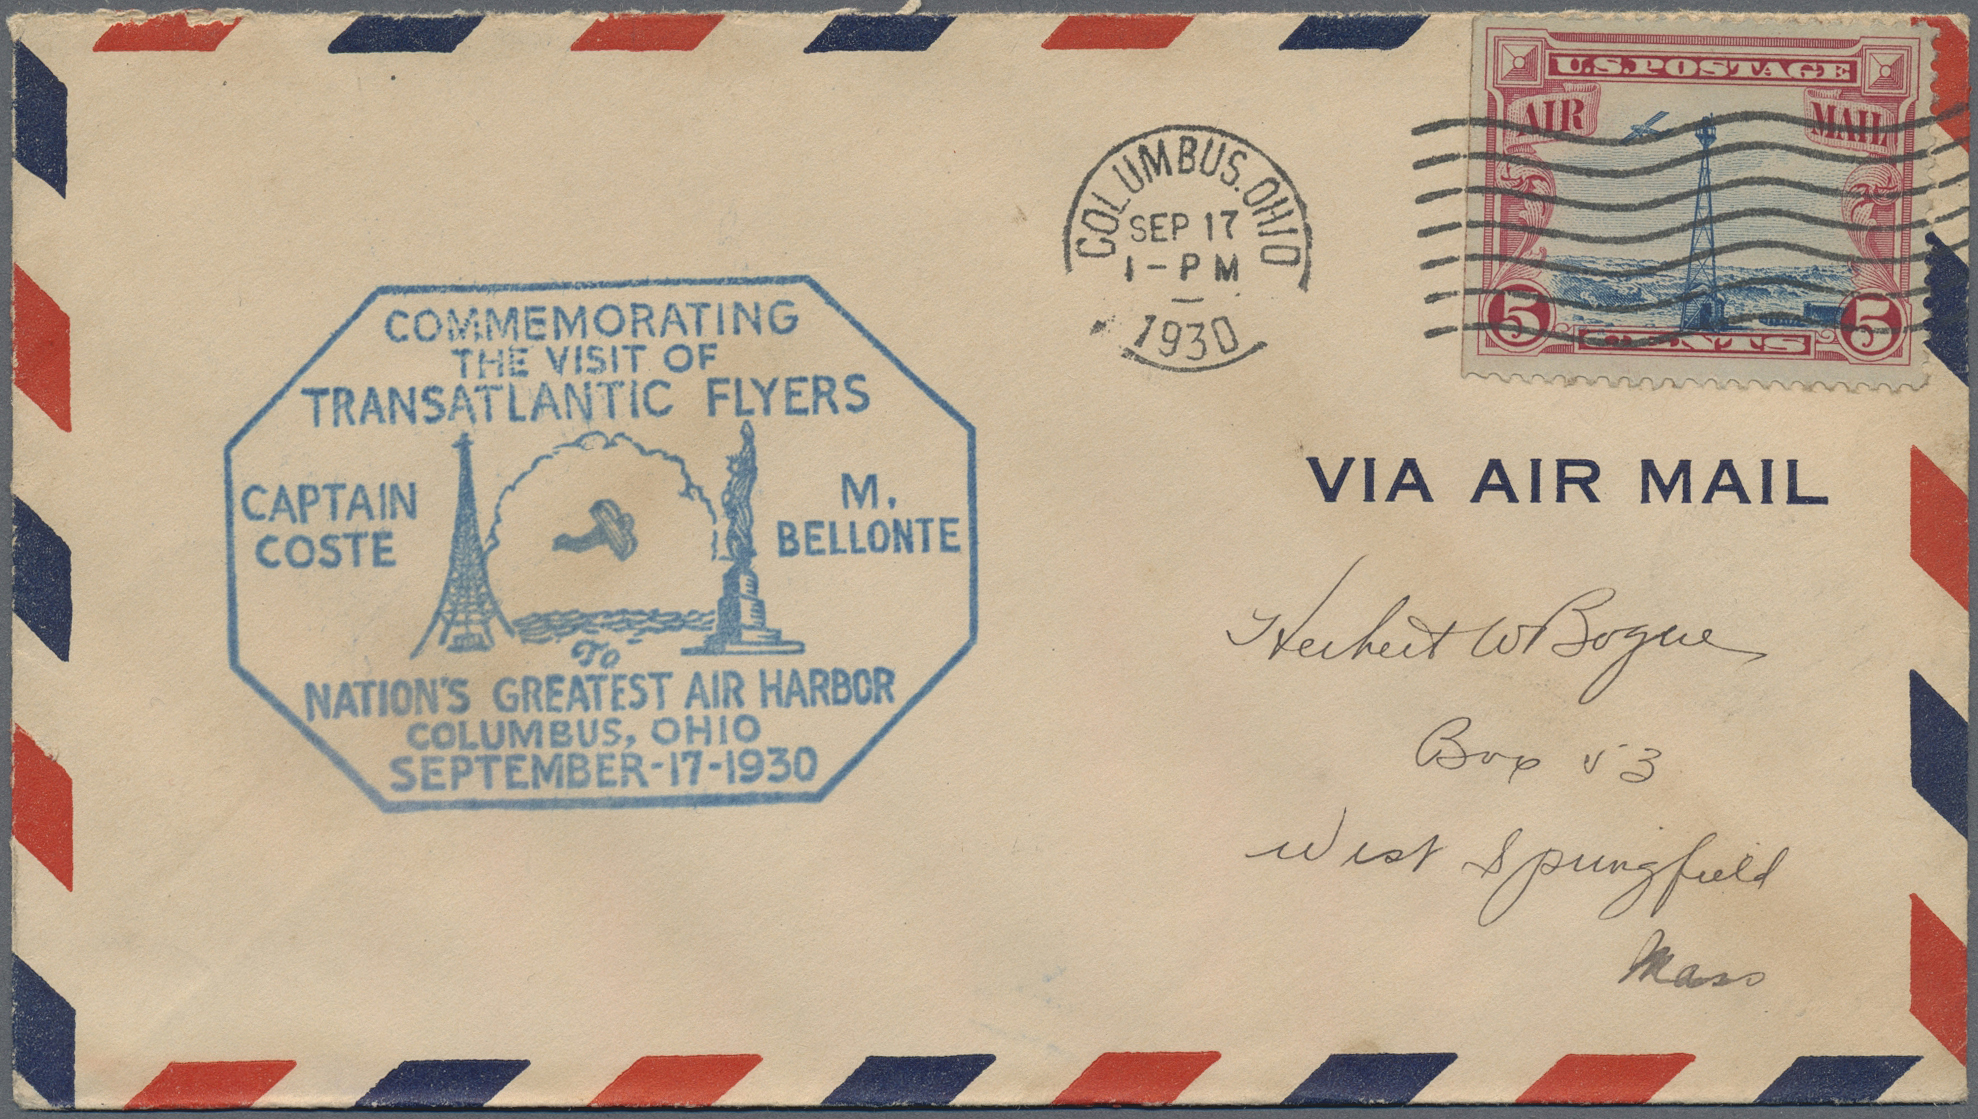 U.S. POSTAGE
AIR MAIL
5 CENTS 5
COLUMBUS. OHIO
SEP 17
1-PM
1930
COMMEMORATING
THE VISIT OF
TRANSATLANTIC FLYERS
CAPTAIN
COSTE
M.
BELLONTE
To
NATION'S GREATEST AIR HARBOR
COLUMBUS, OHIO
SEPTEMBER-17-1930
VIA AIR MAIL
Herbert W Bogue
Box 53
West Springfield
Mass